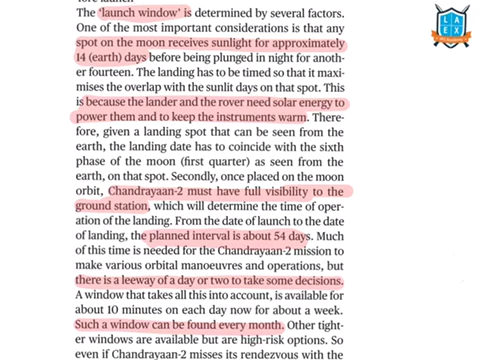 The 'launch window' is determined by several factors.
One of the most important considerations is that any
spot on the moon receives sunlight for approximately
14 (earth) days before being plunged in night for anoth-
er fourteen. The landing has to be timed so that it maxi-
mises the overlap with the sunlit days on that spot. This
is because the lander and the rover need solar energy to
power them and to keep the instruments warm. There-
fore, given a landing spot that can be seen from the
earth, the landing date has to coincide with the sixth
phase of the moon (first quarter) as seen from the
earth, on that spot. Secondly, once placed on the moon
orbit, Chandrayaan-2 must have full visibility to the
ground station, which will determine the time of oper-
ation of the landing. From the date of launch to the date
of landing, the planned interval is about 54 days. Much
of this time is needed for the Chandrayaan-2 mission to
make various orbital manoeuvres and operations, but
there is a leeway of a day or two to take some decisions.
A window that takes all this into account, is available for
about 10 minutes on each day now for about a week.
Such a window can be found every month. Other tight-
er windows are available but are high-risk options. So
even if Chandrayaan-2 misses its rendezvous with the
L A
E X